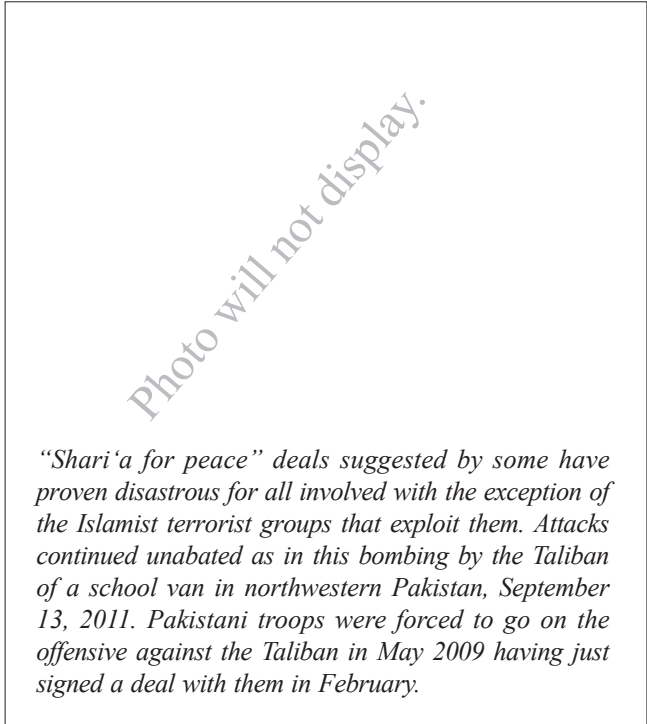 Photo will not display.
“Shari‘a for peace” deals suggested by some have
proven disastrous for all involved with the exception of
the Islamist terrorist groups that exploit them. Attacks
continued unabated as in this bombing by the Taliban
of a school van in northwestern Pakistan, September
13, 2011. Pakistani troops were forced to go on the
offensive against the Taliban in May 2009 having just
signed a deal with them in February.